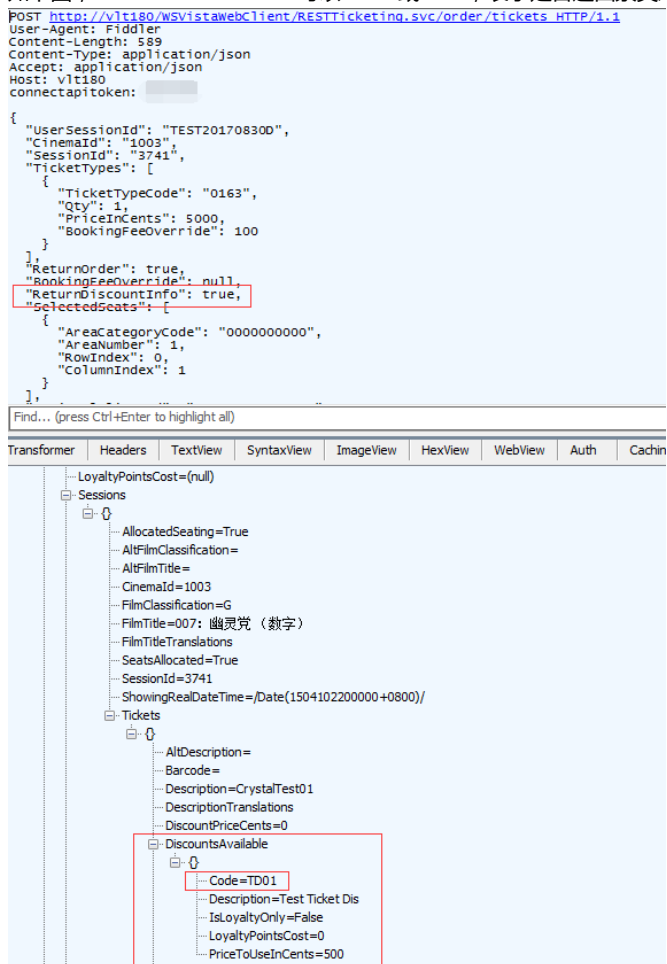 POST http://vlt180/WSVistaWebClient/RESTTicketing.svc/order/tickets HTTP/1.1
User-Agent: Fiddler
Content-Length: 589
Content-Type: application/json
Accept: application/json
Host: vlt180
connectapitoken:
{
"UserSessionId": "TEST20170830D",
"CinemaId": "1003",
"SessionId": "3741",
"TicketTypes": [
{
"TicketTypeCode": "0163",
"Qty": 1,
"PriceInCents": 5000,
"BookingFeeOverride": 100
}
],
"ReturnOrder": true,
"BookingFeeOverride": null,
"ReturnDiscountInfo": true,
"SelectedSeats": [
{
"AreaCategoryCode": "0000000000",
"AreaNumber": 1,
"RowIndex": 0,
"ColumnIndex": 1
}
],
Find... (press Ctrl+Enter to highlight all)
Transformer Headers TextView SyntaxView ImageView HexView WebView Auth Cachin
LoyaltyPointsCost=(null)
Sessions
{}
AllocatedSeating=True
AltFilmClassification=
AltFilmTitle=
CinemaId=1003
FilmClassification=G
FilmTitle=007: 幽灵党 (数字)
FilmTitleTranslations
SeatsAllocated=True
SessionId=3741
ShowingRealDateTime=/Date(1504102200000+0800)/
Tickets
{}
AltDescription=
Barcode=
Description=CrystalTest01
DescriptionTranslations
DiscountPriceCents=0
DiscountsAvailable
{}
Code=TD01
Description=Test Ticket Dis
IsLoyaltyOnly=False
LoyaltyPointsCost=0
PriceToUseInCents=500